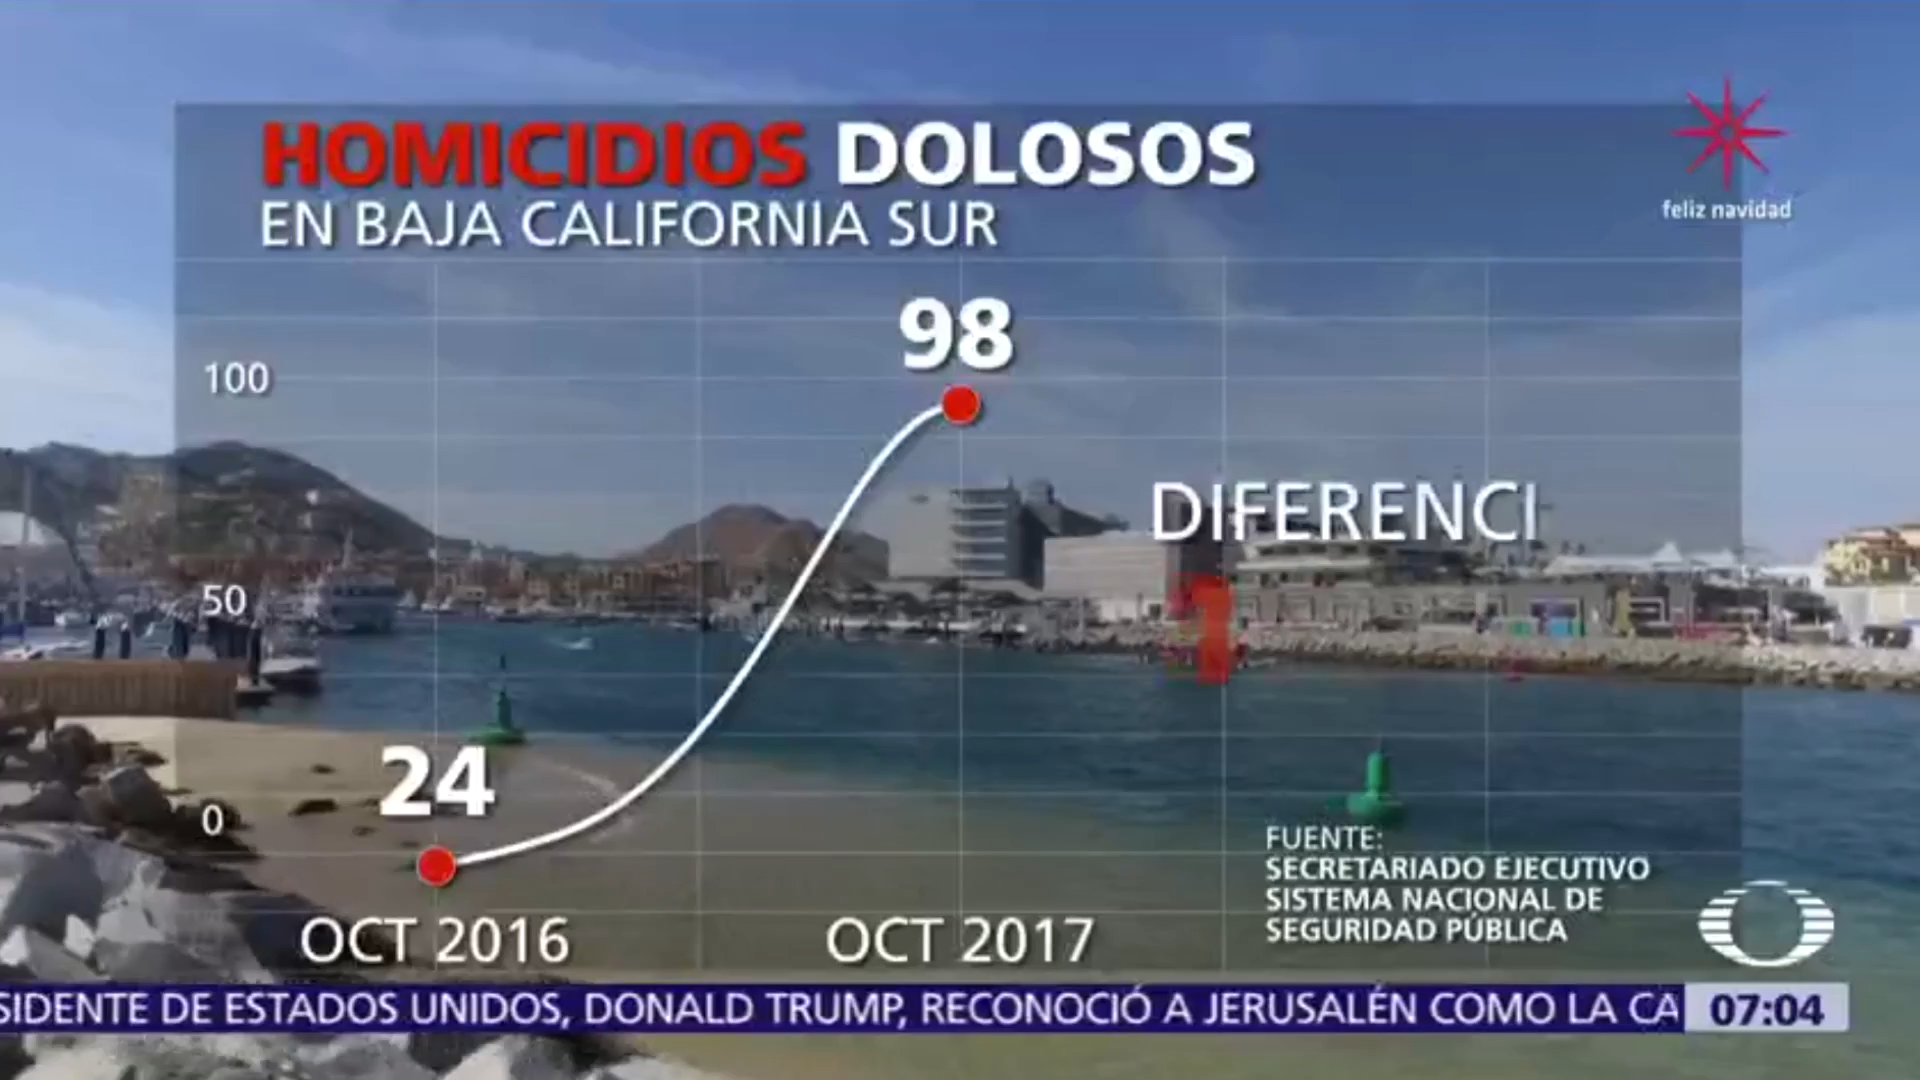 HOMICIDIOS DOLOSOS
EN BAJA CALIFORNIA SUR
feliz navidad
98
100
DIFERENCI
50
1
24
0
FUENTE:
SECRETARIADO EJECUTIVO
SISTEMA NACIONAL DE
SEGURIDAD PÚBLICA
OCT 2016 OCT 2017
SIDENTE DE ESTADOS UNIDOS, DONALD TRUMP, RECONOCIÓ A JERUSALÉN COMO LA CA
07:04